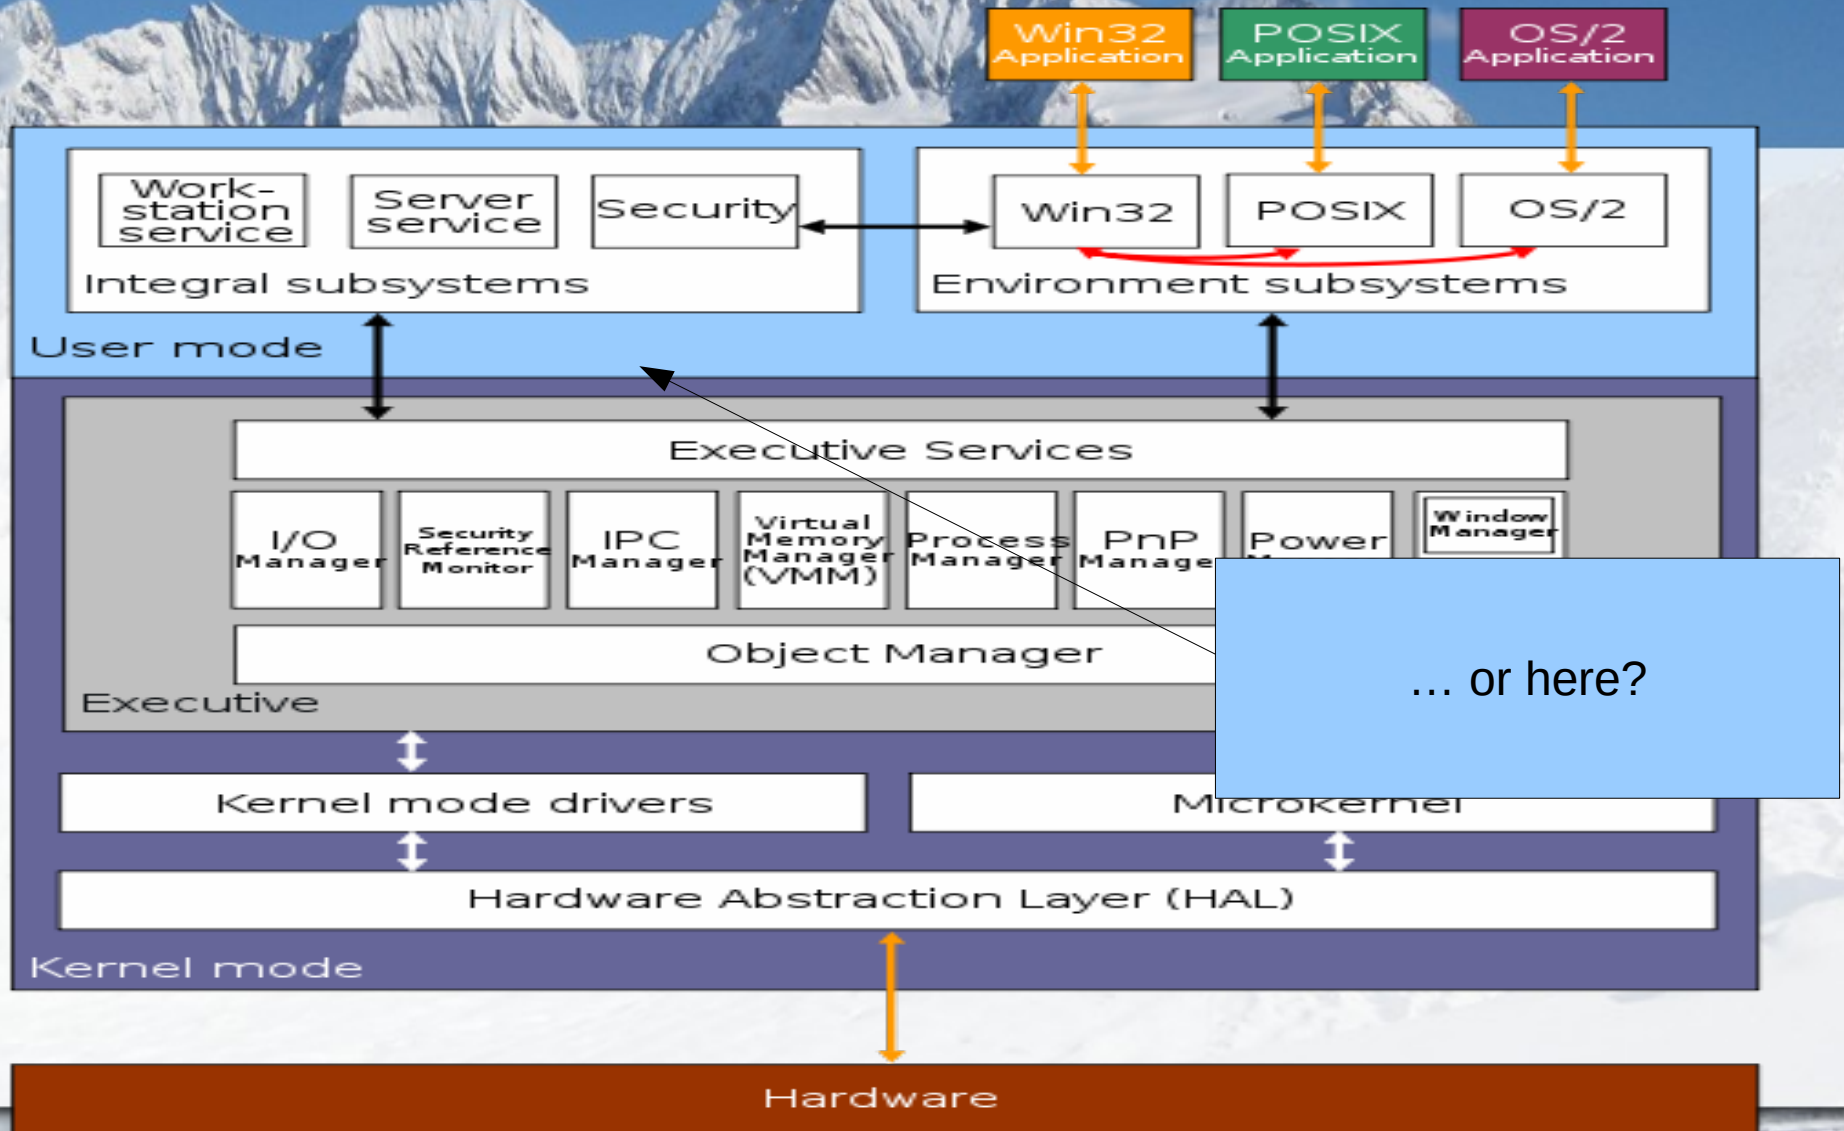 Win32
Application
POSIX
Application
OS/2
Application
Work-
station
service
Server
service
Security
Integral subsystems
Win32
POSIX
OS/2
Environment subsystems
User mode
Executive Services
I/O
Manager
Security
Reference
Monitor
IPC
Manager
Virtual
Memory
Manager
(VMM)
Process
Manager
PnP
Manage
Power
Window
Manager
... or here?
Object Manager
Executive
Kernel mode drivers
Microkernel
Hardware Abstraction Layer (HAL)
Kernel mode
Hardware